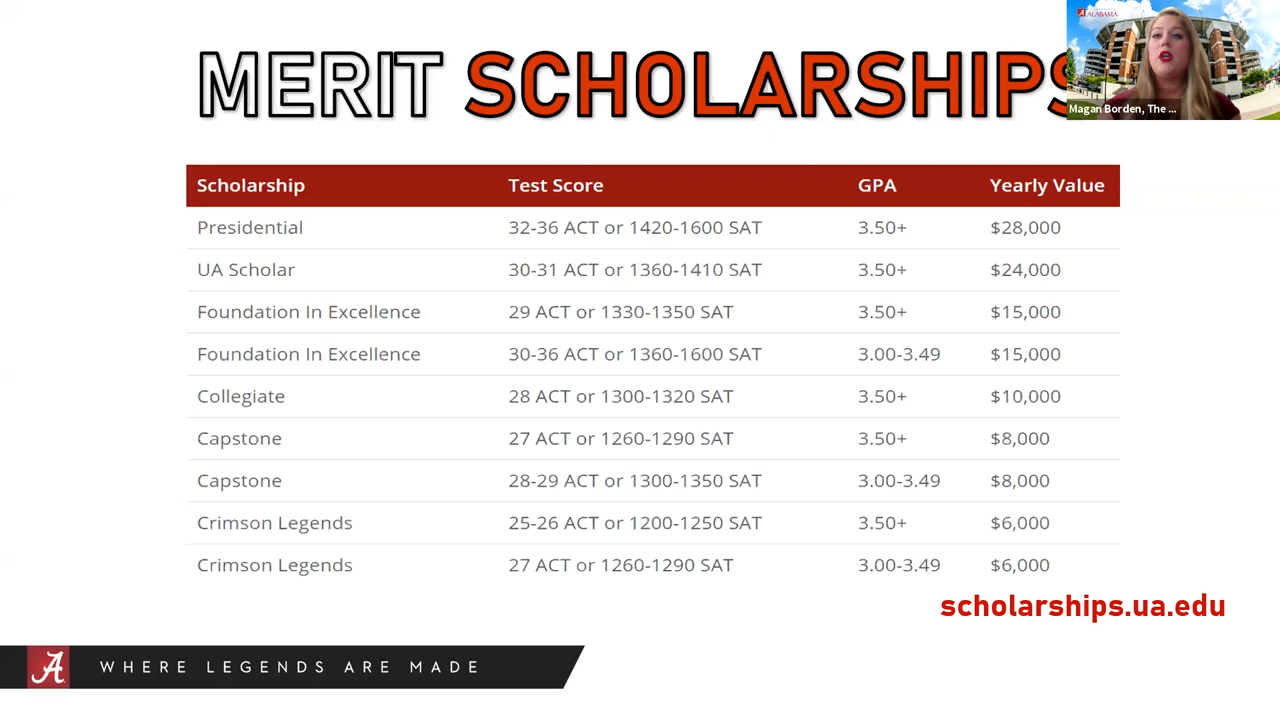 ALABAMA
MERIT SCHOLARSHIPS
Magan Borden, The ...
Scholarship Test Score GPA Yearly Value
Presidential 32-36 ACT or 1420-1600 SAT 3.50+ $28,000
UA Scholar 30-31 ACT or 1360-1410 SAT 3.50+ $24,000
Foundation In Excellence 29 ACT or 1330-1350 SAT 3.50+ $15,000
Foundation In Excellence 30-36 ACT or 1360-1600 SAT 3.00-3.49 $15,000
Collegiate 28 ACT or 1300-1320 SAT 3.50+ $10,000
Capstone 27 ACT or 1260-1290 SAT 3.50+ $8,000
Capstone 28-29 ACT or 1300-1350 SAT 3.00-3.49 $8,000
Crimson Legends 25-26 ACT or 1200-1250 SAT 3.50+ $6,000
Crimson Legends 27 ACT or 1260-1290 SAT 3.00-3.49 $6,000
scholarships.ua.edu
A WHERE LEGENDS ARE MADE